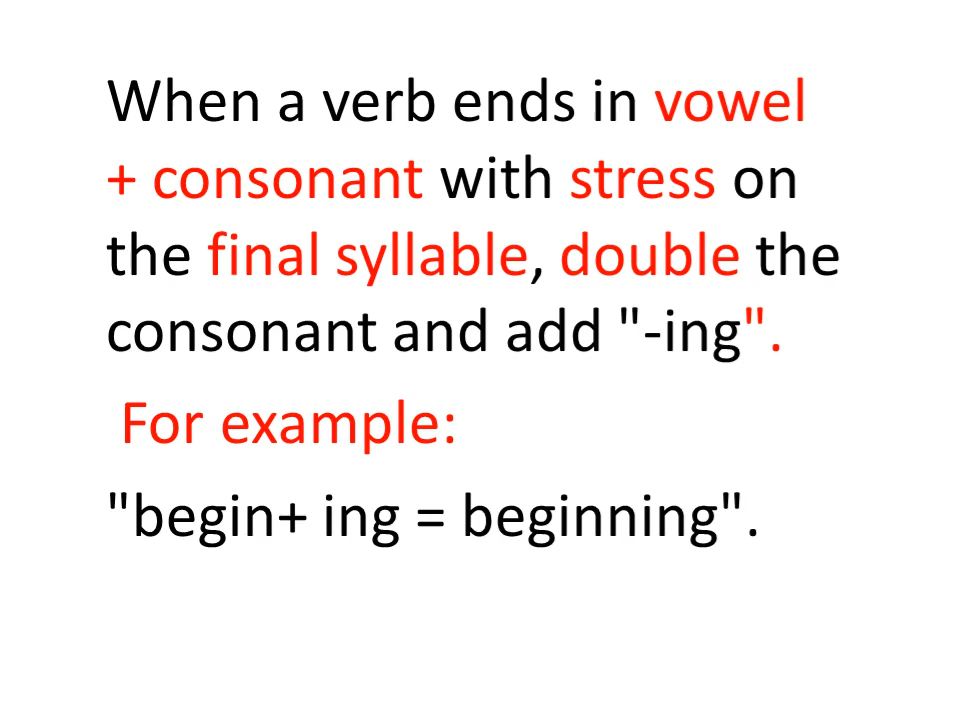 When a verb ends in vowel
+ consonant with stress on
the final syllable, double the
consonant and add "-ing".
For example:
"begin+ ing = beginning".